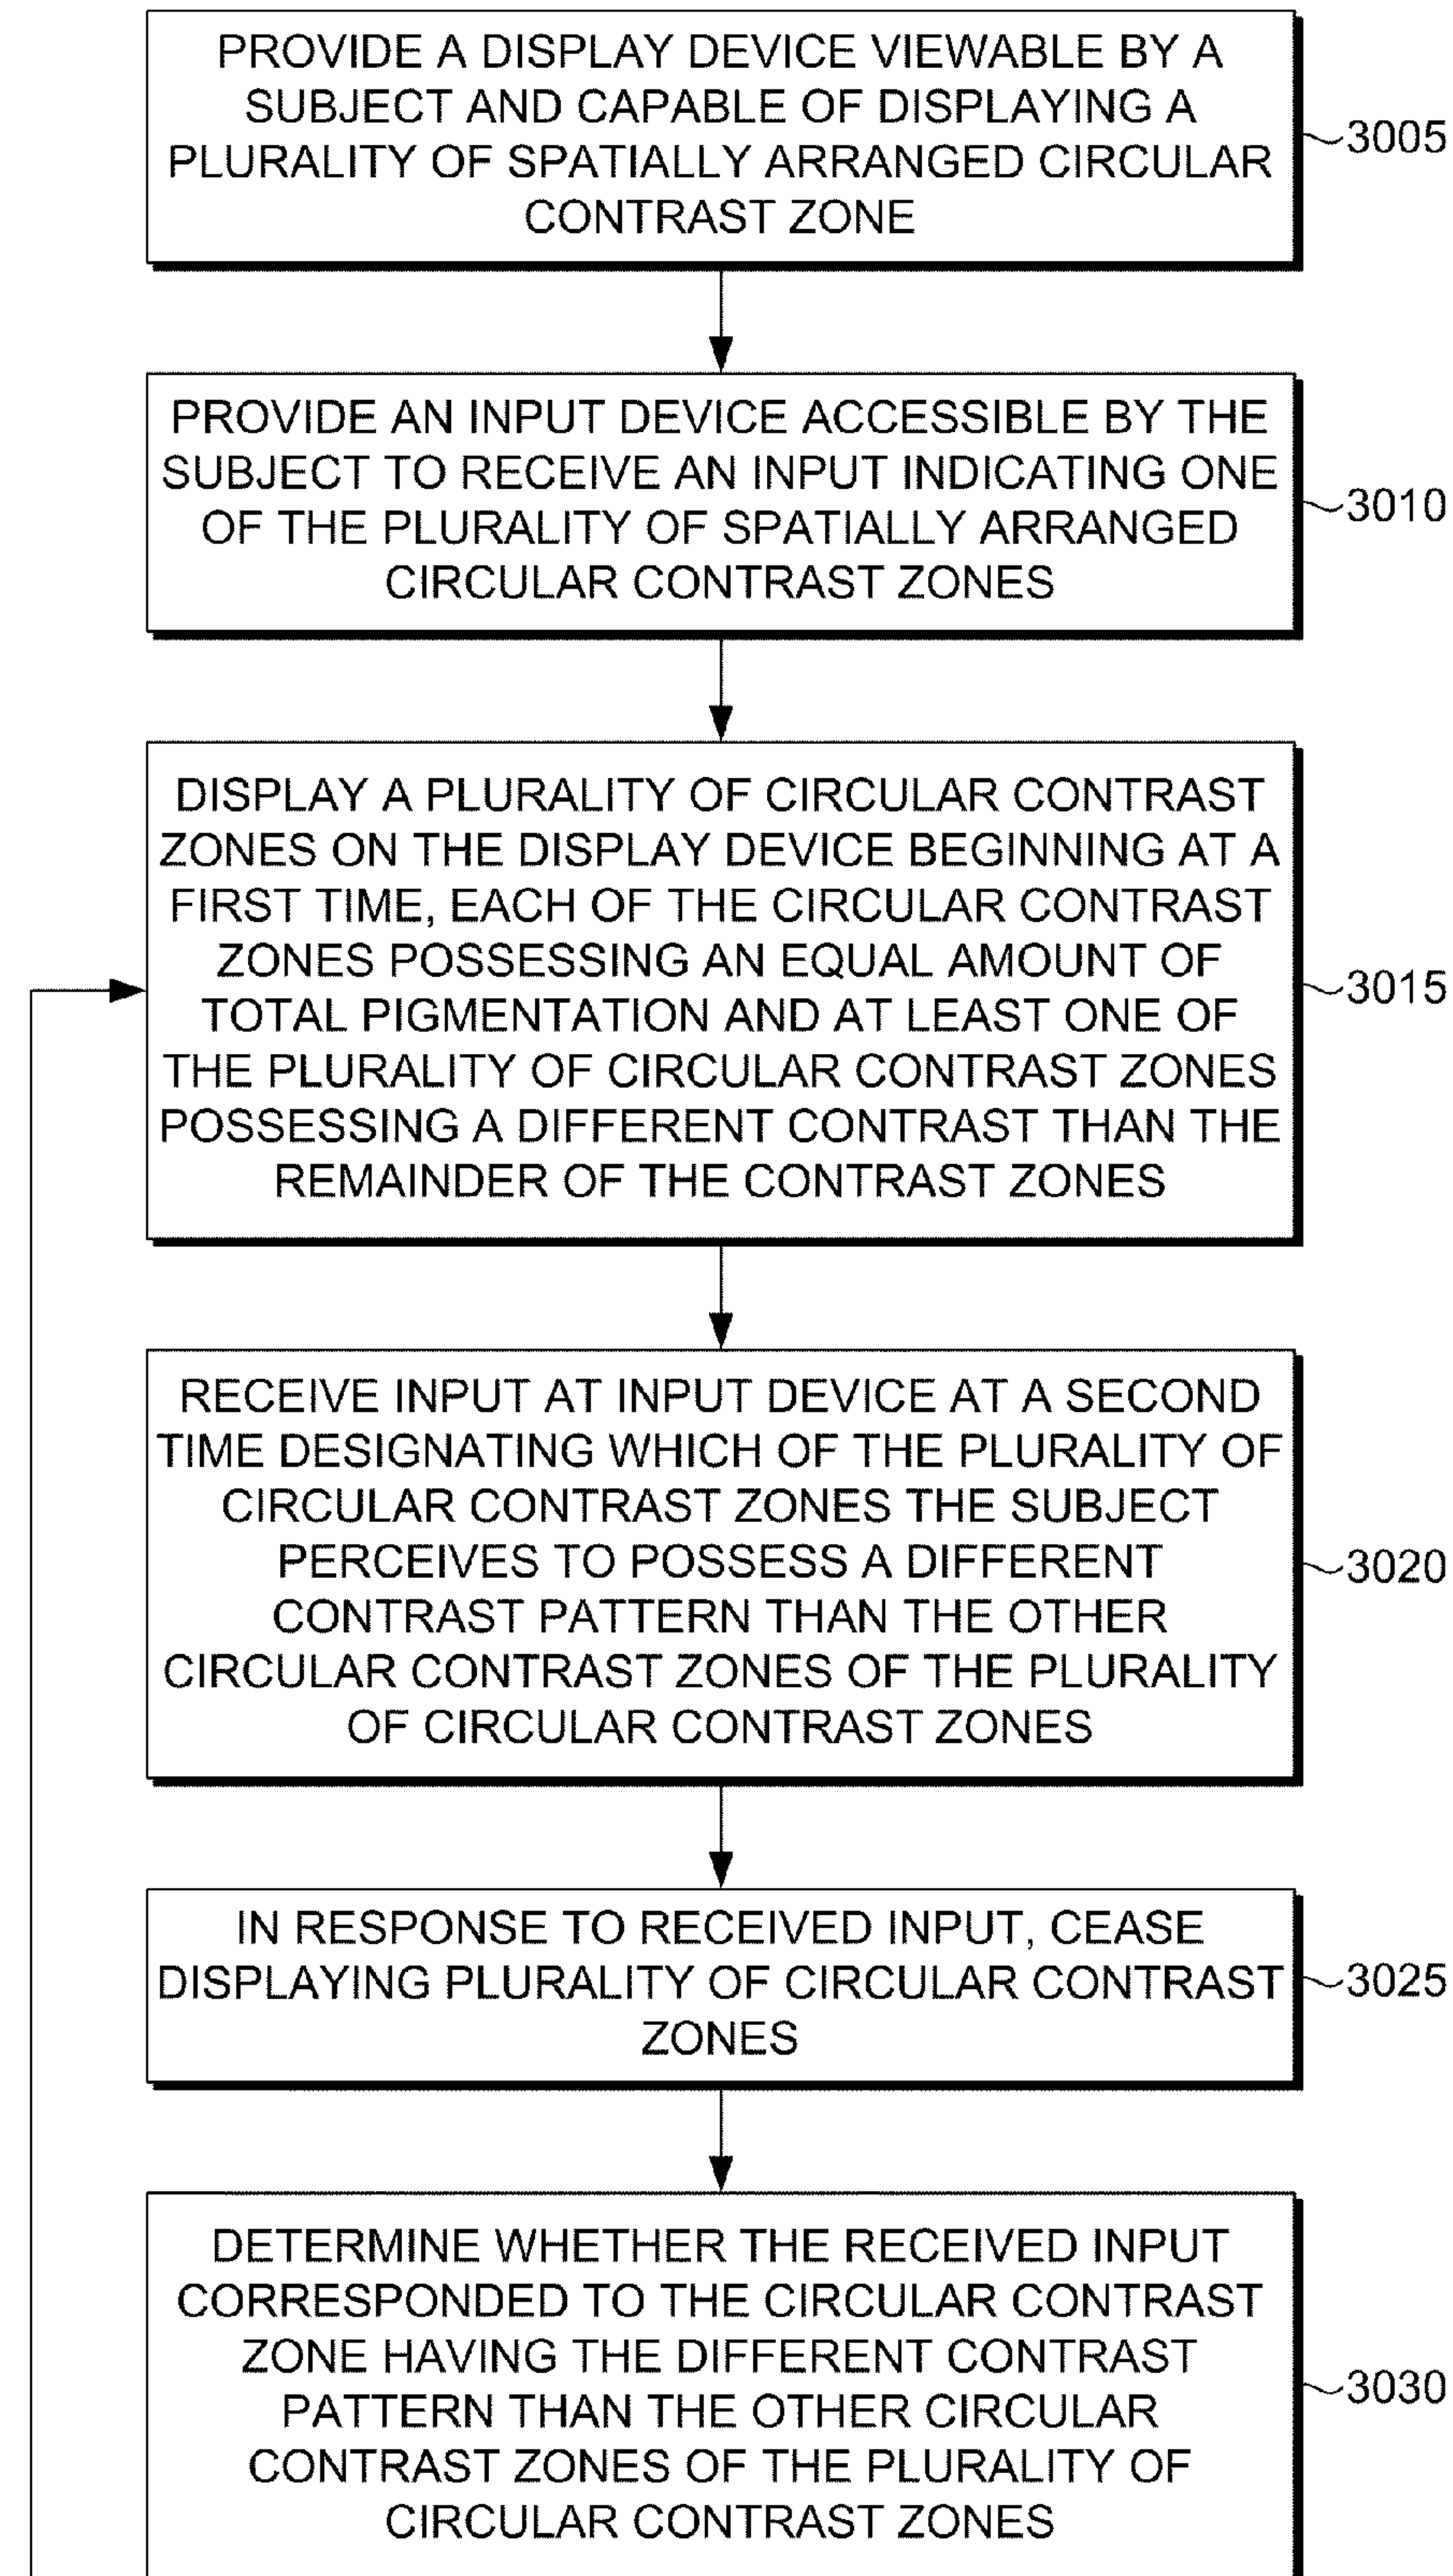 PROVIDE A DISPLAY DEVICE VIEWABLE BY A
SUBJECT AND CAPABLE OF DISPLAYING A
PLURALITY OF SPATIALLY ARRANGED CIRCULAR
CONTRAST ZONE
3005
PROVIDE AN INPUT DEVICE ACCESSIBLE BY THE
SUBJECT TO RECEIVE AN INPUT INDICATING ONE
OF THE PLURALITY OF SPATIALLY ARRANGED
CIRCULAR CONTRAST ZONES
3010
DISPLAY A PLURALITY OF CIRCULAR CONTRAST
ZONES ON THE DISPLAY DEVICE BEGINNING AT A
FIRST TIME, EACH OF THE CIRCULAR CONTRAST
ZONES POSSESSING AN EQUAL AMOUNT OF
TOTAL PIGMENTATION AND AT LEAST ONE OF
THE PLURALITY OF CIRCULAR CONTRAST ZONES
POSSESSING A DIFFERENT CONTRAST THAN THE
REMAINDER OF THE CONTRAST ZONES
3015
RECEIVE INPUT AT INPUT DEVICE AT A SECOND
TIME DESIGNATING WHICH OF THE PLURALITY OF
CIRCULAR CONTRAST ZONES THE SUBJECT
PERCEIVES TO POSSESS A DIFFERENT
CONTRAST PATTERN THAN THE OTHER
CIRCULAR CONTRAST ZONES OF THE PLURALITY
OF CIRCULAR CONTRAST ZONES
3020
IN RESPONSE TO RECEIVED INPUT, CEASE
DISPLAYING PLURALITY OF CIRCULAR CONTRAST
ZONES
3025
DETERMINE WHETHER THE RECEIVED INPUT
CORRESPONDED TO THE CIRCULAR CONTRAST
ZONE HAVING THE DIFFERENT CONTRAST
PATTERN THAN THE OTHER CIRCULAR
CONTRAST ZONES OF THE PLURALITY OF
CIRCULAR CONTRAST ZONES
3030